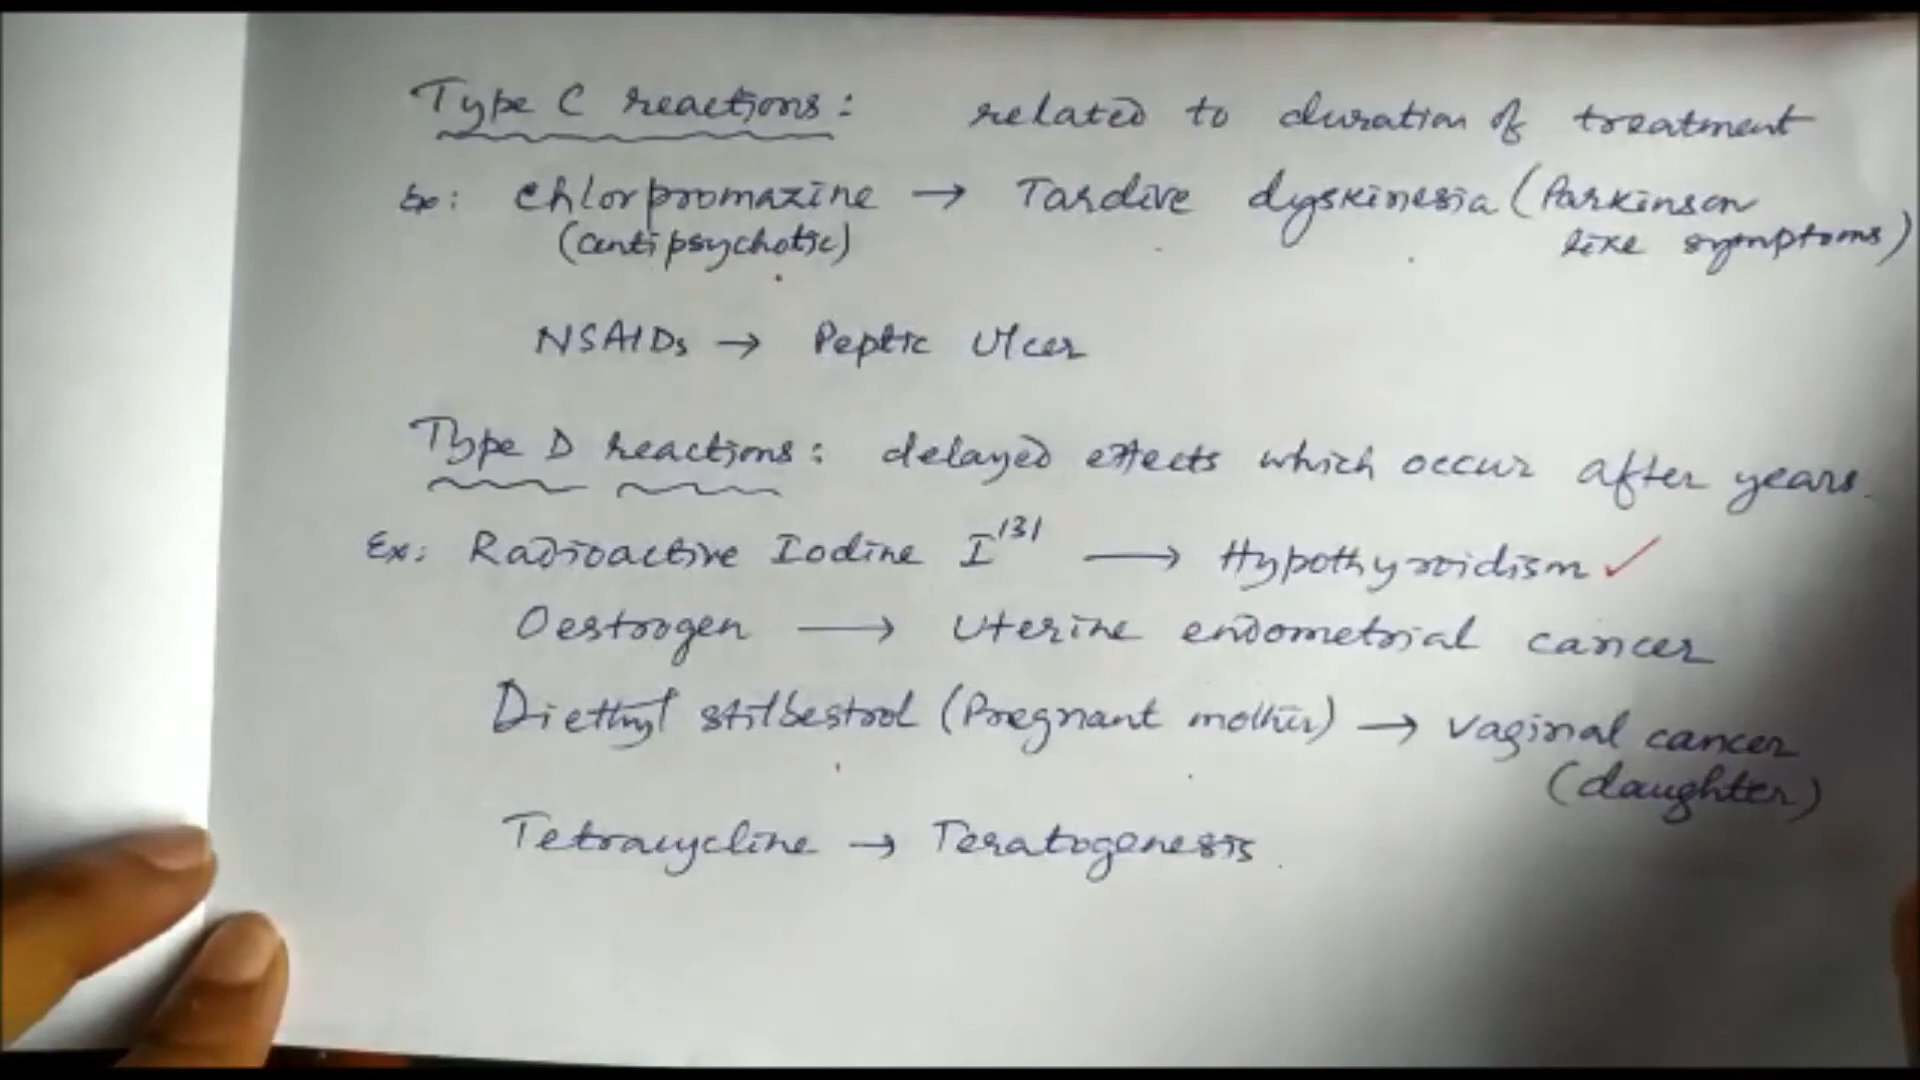 Type C reactions: related to duration of treatment
Ex: Chlorpromazine → Tardive dyskinesia (Parkinson
(antipsychotic) like symptoms)
NSAIDs → Peptic Ulcer
Type D reactions: delayed effects which occur after years.
Ex: Radioactive Iodine I¹³¹ → Hypothyroidism ✓
Oestrogen → Uterine endometrial cancer
Diethyl stilbestrol (Pregnant mother) → vaginal cancer
(daughter)
Tetracycline → Teratogenesis